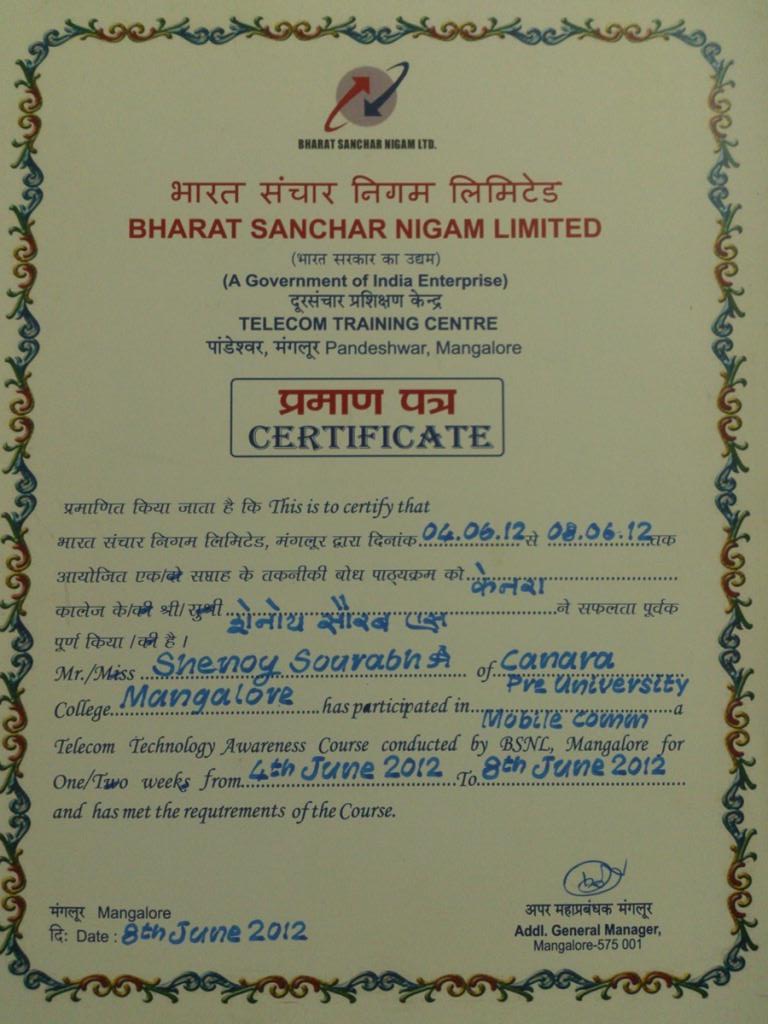 BHARAT SANCHAR NIGAM LTD.
भारत संचार निगम लिमिटेड
BHARAT SANCHAR NIGAM LIMITED
(भारत सरकार का उद्यम)
(A Government of India Enterprise)
दूरसंचार प्रशिक्षण केन्द्र
TELECOM TRAINING CENTRE
पांडेश्वर, मंगलूर Pandeshwar, Mangalore
प्रमाण पत्र
CERTIFICATE
प्रमाणित किया जाता है कि This is to certify that
भारत संचार निगम लिमिटेड, मंगलूर द्वारा दिनांक 04.06.12 से 08.06.12 तक
आयोजित एक/दो सप्ताह के तकनीकी बोध पाठ्यक्रम को केनरा
कालेज के/की श्री/सुश्री शेनोय सौरब एस ने सफलता पूर्वक
पूर्ण किया /की है ।
Mr./Miss Shenoy Sourabh of Canara
Pre University
College Mangalore has participated in Mobile Comm a
Telecom Technology Awareness Course conducted by BSNL, Mangalore for
One/Two weeks from 4th June 2012 To 8th June 2012
and has met the requtrements of the Course.
मंगलूर Mangalore
दि: Date : 8th June 2012
अपर महाप्रबंधक मंगलूर
Addl. General Manager,
Mangalore-575 001